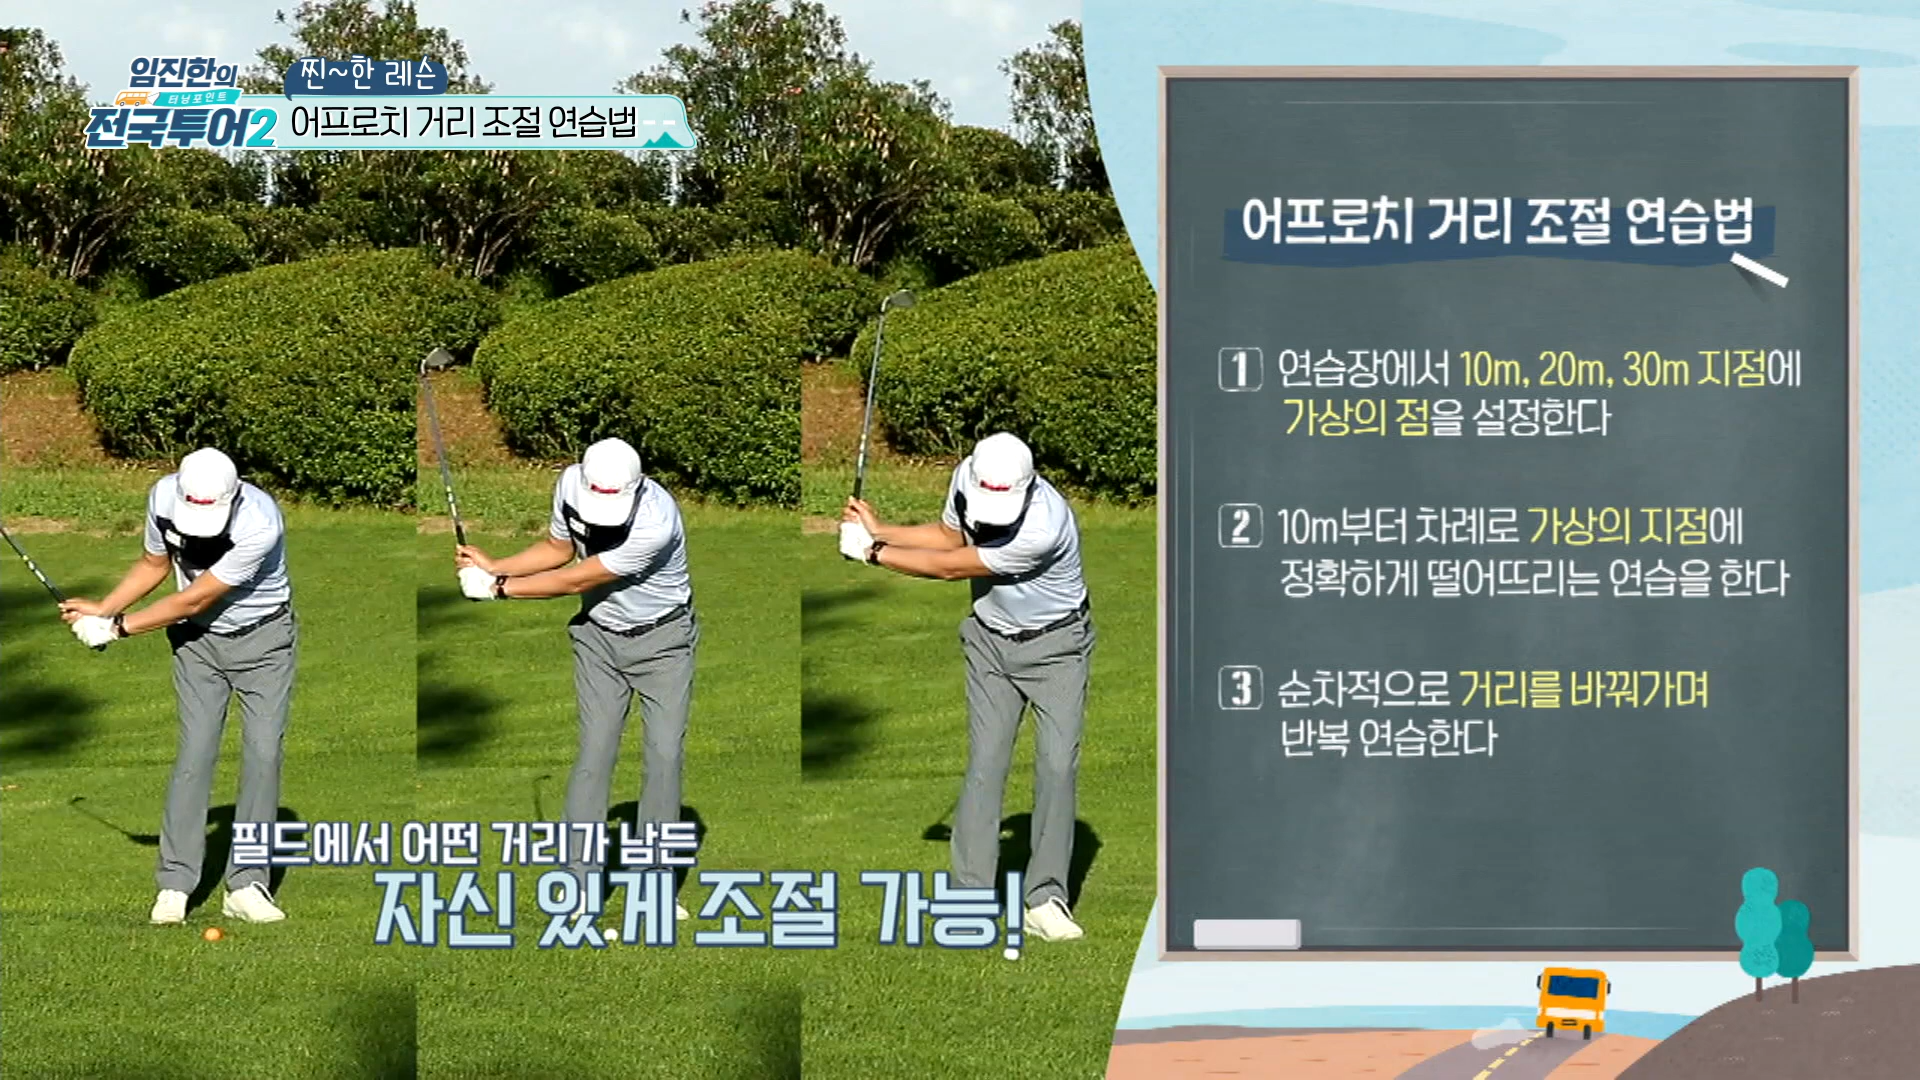 임진한의
터닝포인트
전국투어2
찐~한 레슨
어프로치 거리 조절 연습법
어프로치 거리 조절 연습법
1 연습장에서 10m, 20m, 30m 지점에
가상의 점을 설정한다
2 10m부터 차례로 가상의 지점에
정확하게 떨어뜨리는 연습을 한다
3 순차적으로 거리를 바꿔가며
반복 연습한다
필드에서 어떤 거리가 남든
자신 있게 조절 가능!